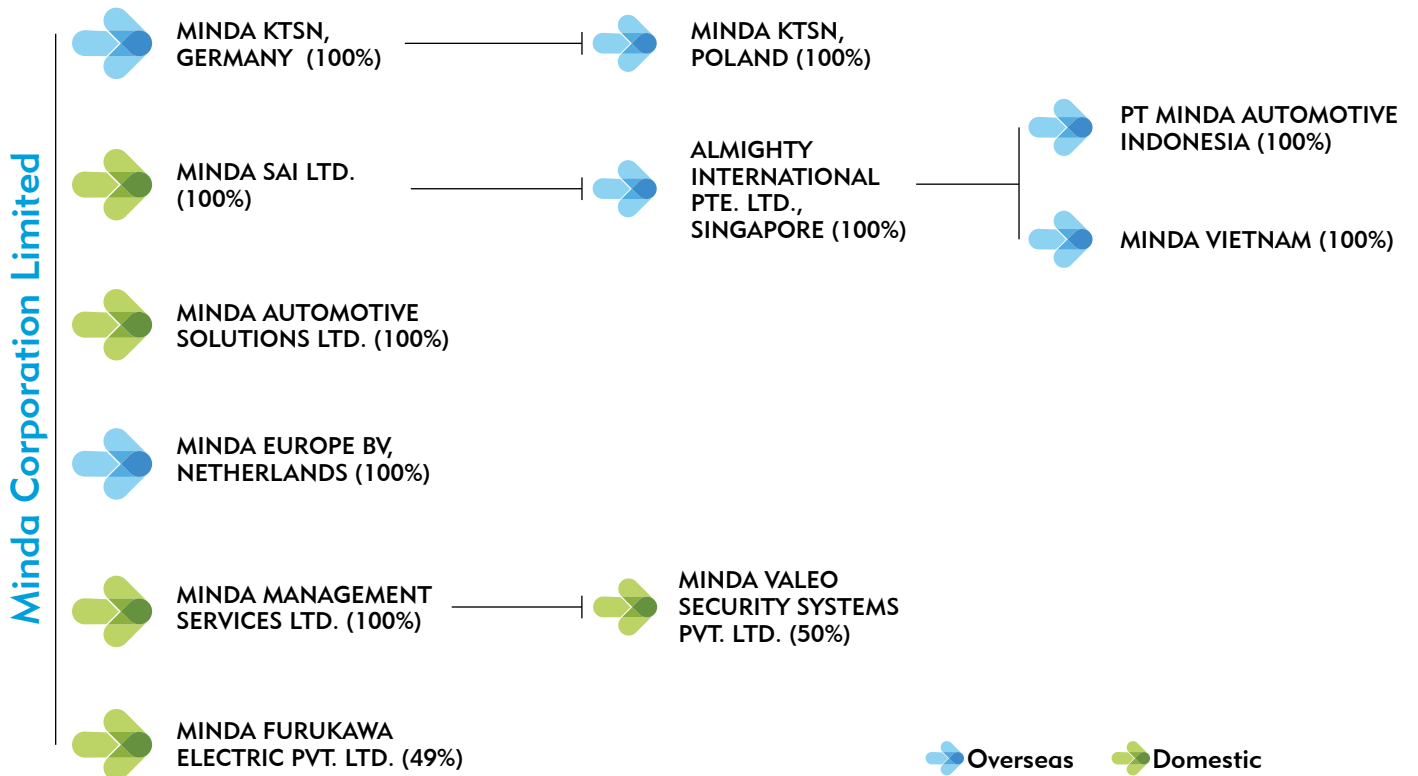 Minda Corporation Limited
MINDA KTSN,
GERMANY (100%)
MINDA KTSN,
POLAND (100%)
MINDA SAI LTD.
(100%)
ALMIGHTY
INTERNATIONAL
PTE. LTD.,
SINGAPORE (100%)
PT MINDA AUTOMOTIVE
INDONESIA (100%)
MINDA VIETNAM (100%)
MINDA AUTOMOTIVE
SOLUTIONS LTD. (100%)
MINDA EUROPE BV,
NETHERLANDS (100%)
MINDA MANAGEMENT
SERVICES LTD. (100%)
MINDA VALEO
SECURITY SYSTEMS
PVT. LTD. (50%)
MINDA FURUKAWA
ELECTRIC PVT. LTD. (49%)
Overseas
Domestic